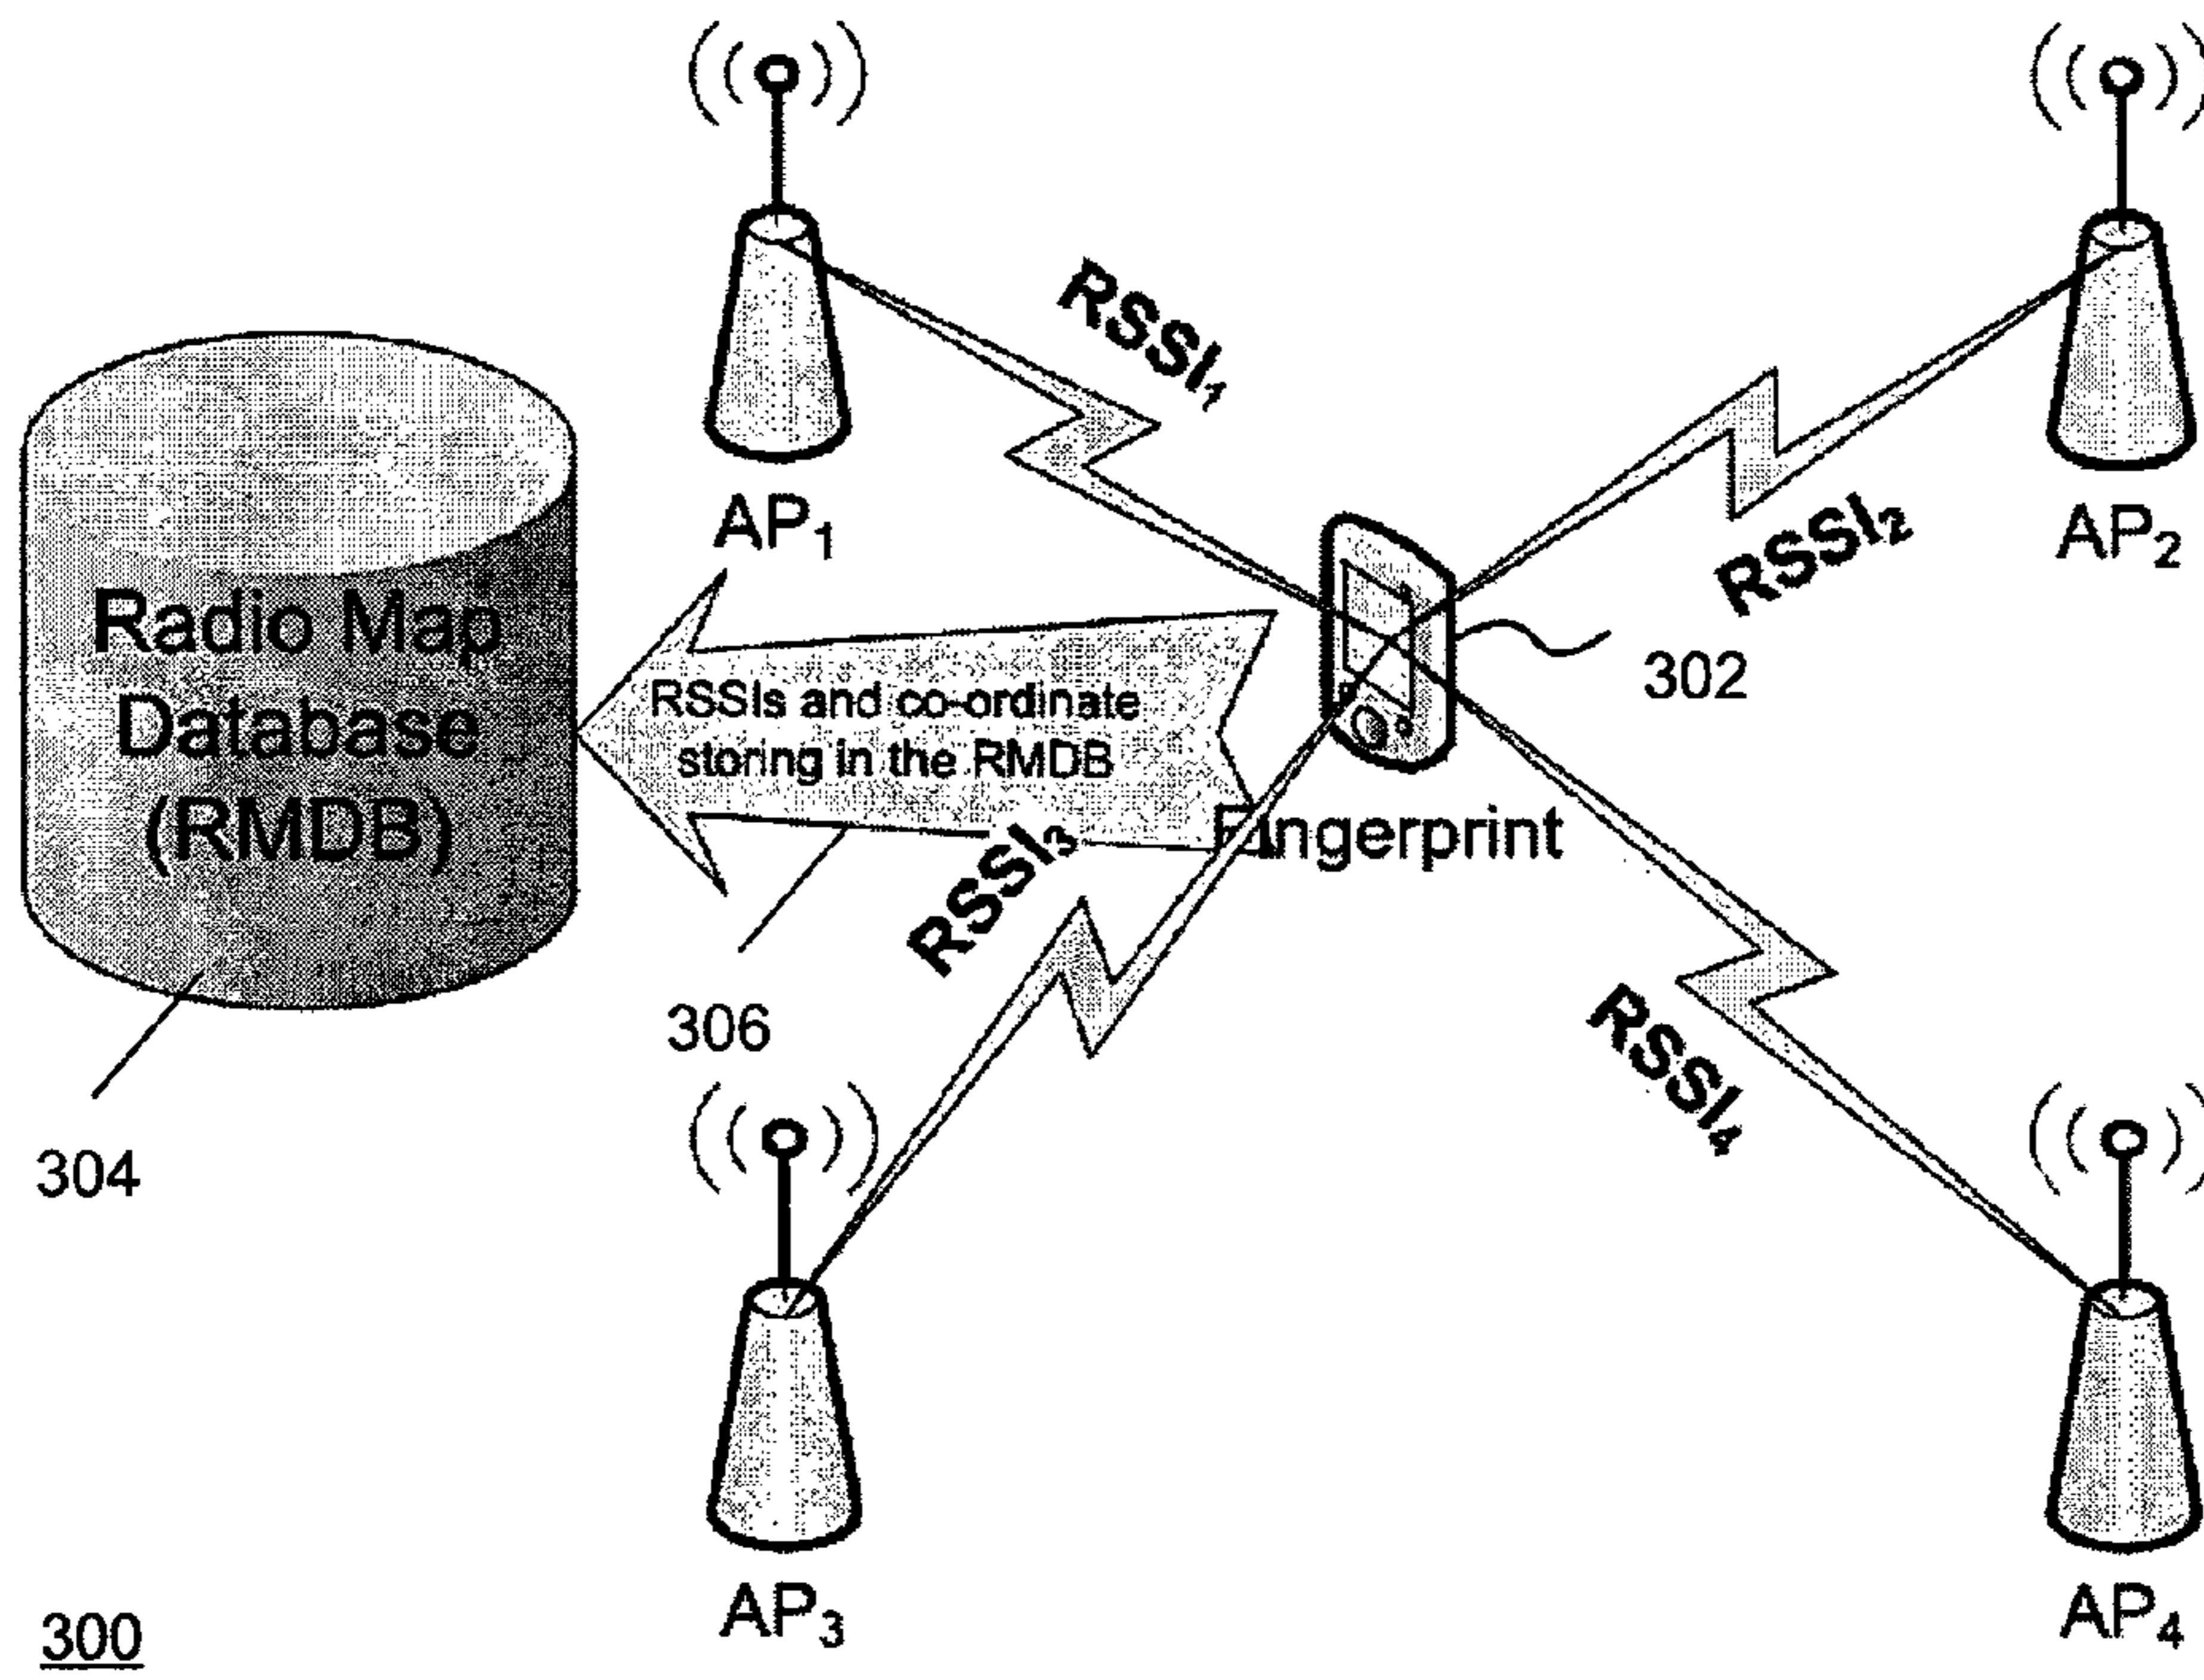 RSSI₁
AP₁
RSSI₂
AP₂
Radio Map
Database
(RMDB)
RSSIs and co-ordinate
storing in the RMDB
302
Fingerprint
RSSI₃
306
304
RSSI₄
AP₃
AP₄
300